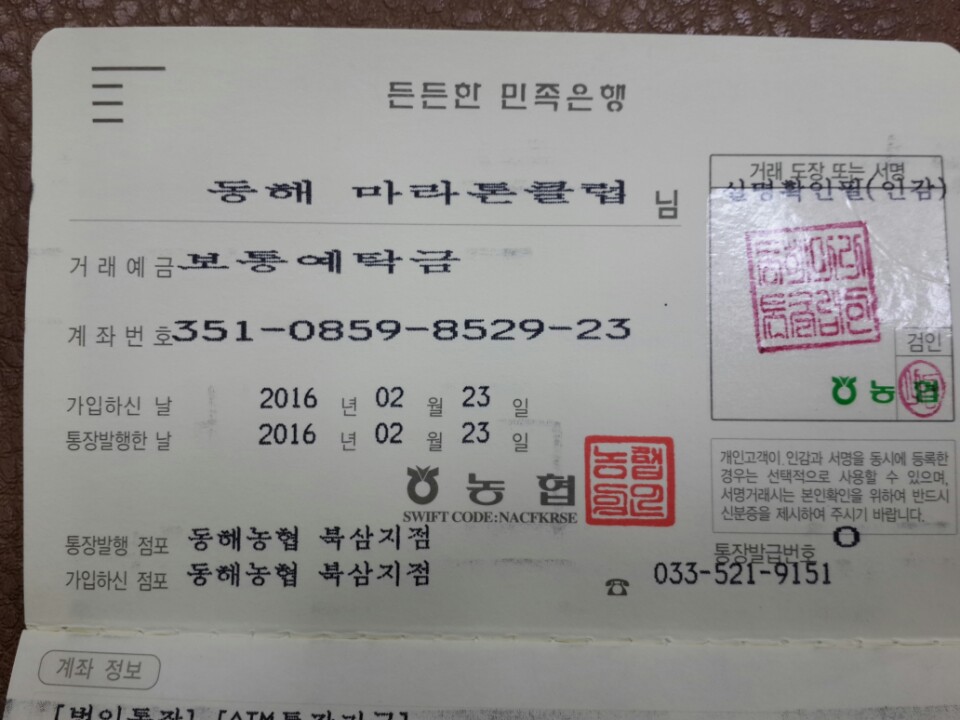 든든한 민족은행
동해 마라톤클럽 님
거래 도장 또는 서명
실명확인필(인감)
거래예금 보통예탁금
계좌번호 351-0859-8529-23
검인
농협
가입하신 날 2016 년 02 월 23 일
통장발행한 날 2016 년 02 월 23 일
농협
SWIFT CODE:NACFKRSE
개인고객이 인감과 서명을 동시에 등록한
경우는 선택적으로 사용할 수 있으며,
서명거래시는 본인확인을 위하여 반드시
신분증을 제시하여 주시기 바랍니다.
통장발행 점포 동해농협 북삼지점
통장발급번호 0
가입하신 점포 동해농협 북삼지점
☎ 033-521-9151
계좌 정보
[법인통장]